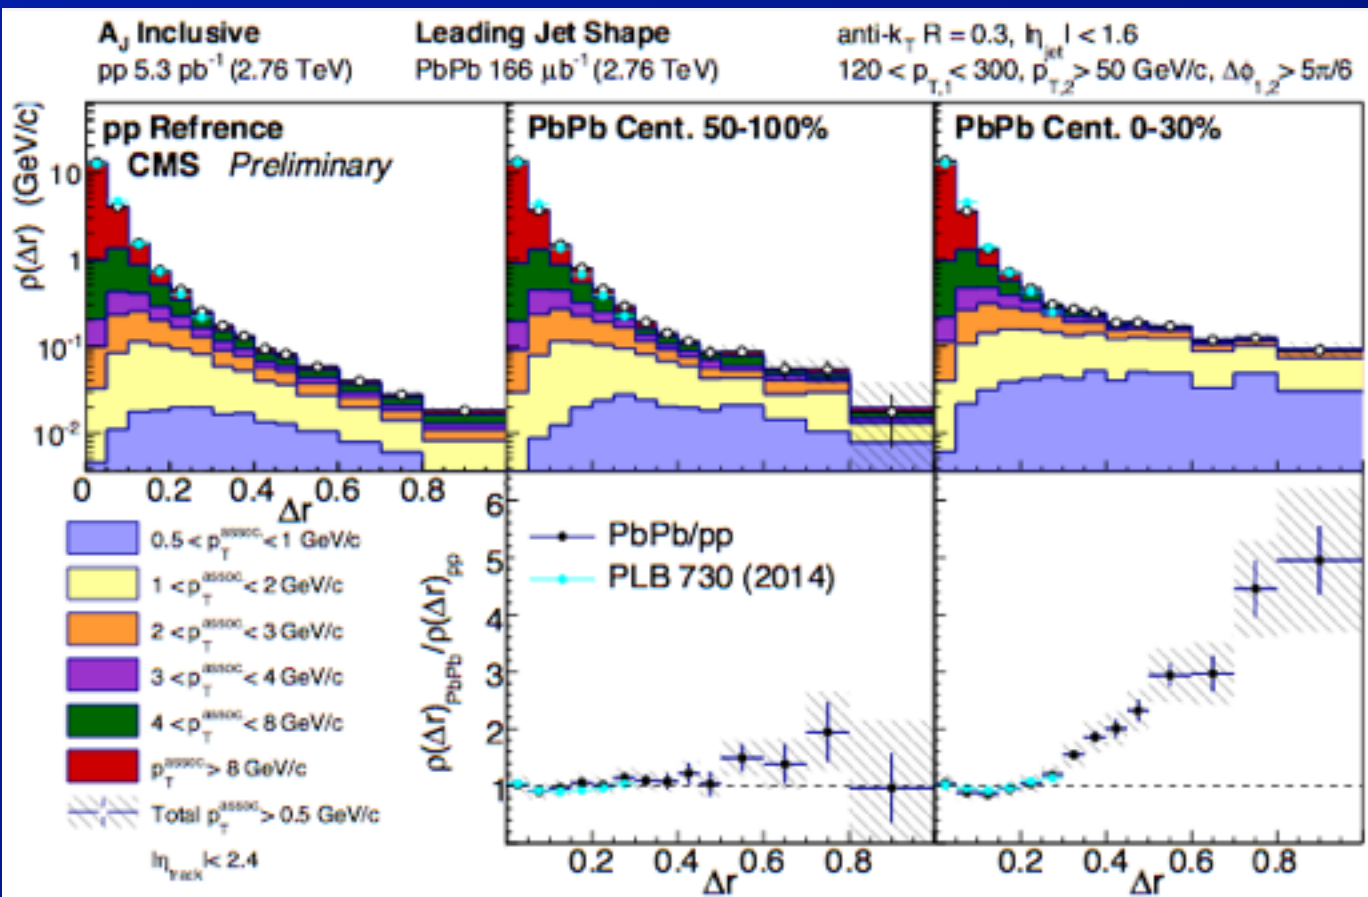 A_J Inclusive
pp 5.3 pb⁻¹ (2.76 TeV)
Leading Jet Shape
PbPb 166 μb⁻¹ (2.76 TeV)
anti-k_T R = 0.3, |η_jet| < 1.6
120 < p_T,1 < 300, p_T,2 > 50 GeV/c, Δϕ_1,2 > 5π/6
ρ(Δr) (GeV/c)
10
1
10⁻¹
10⁻²
pp Refrence
CMS Preliminary
PbPb Cent. 50-100%
PbPb Cent. 0-30%
0 0.2 0.4 0.6 0.8
Δr
0.5 < p_T^assoc < 1 GeV/c
1 < p_T^assoc < 2 GeV/c
2 < p_T^assoc < 3 GeV/c
3 < p_T^assoc < 4 GeV/c
4 < p_T^assoc < 8 GeV/c
p_T^assoc > 8 GeV/c
Total p_T^assoc > 0.5 GeV/c
|η_track| < 2.4
ρ(Δr)_PbPb/ρ(Δr)_pp
6
5
4
3
2
1
PbPb/pp
PLB 730 (2014)
0.2 0.4 0.6 0.8
Δr
0.2 0.4 0.6 0.8
Δr